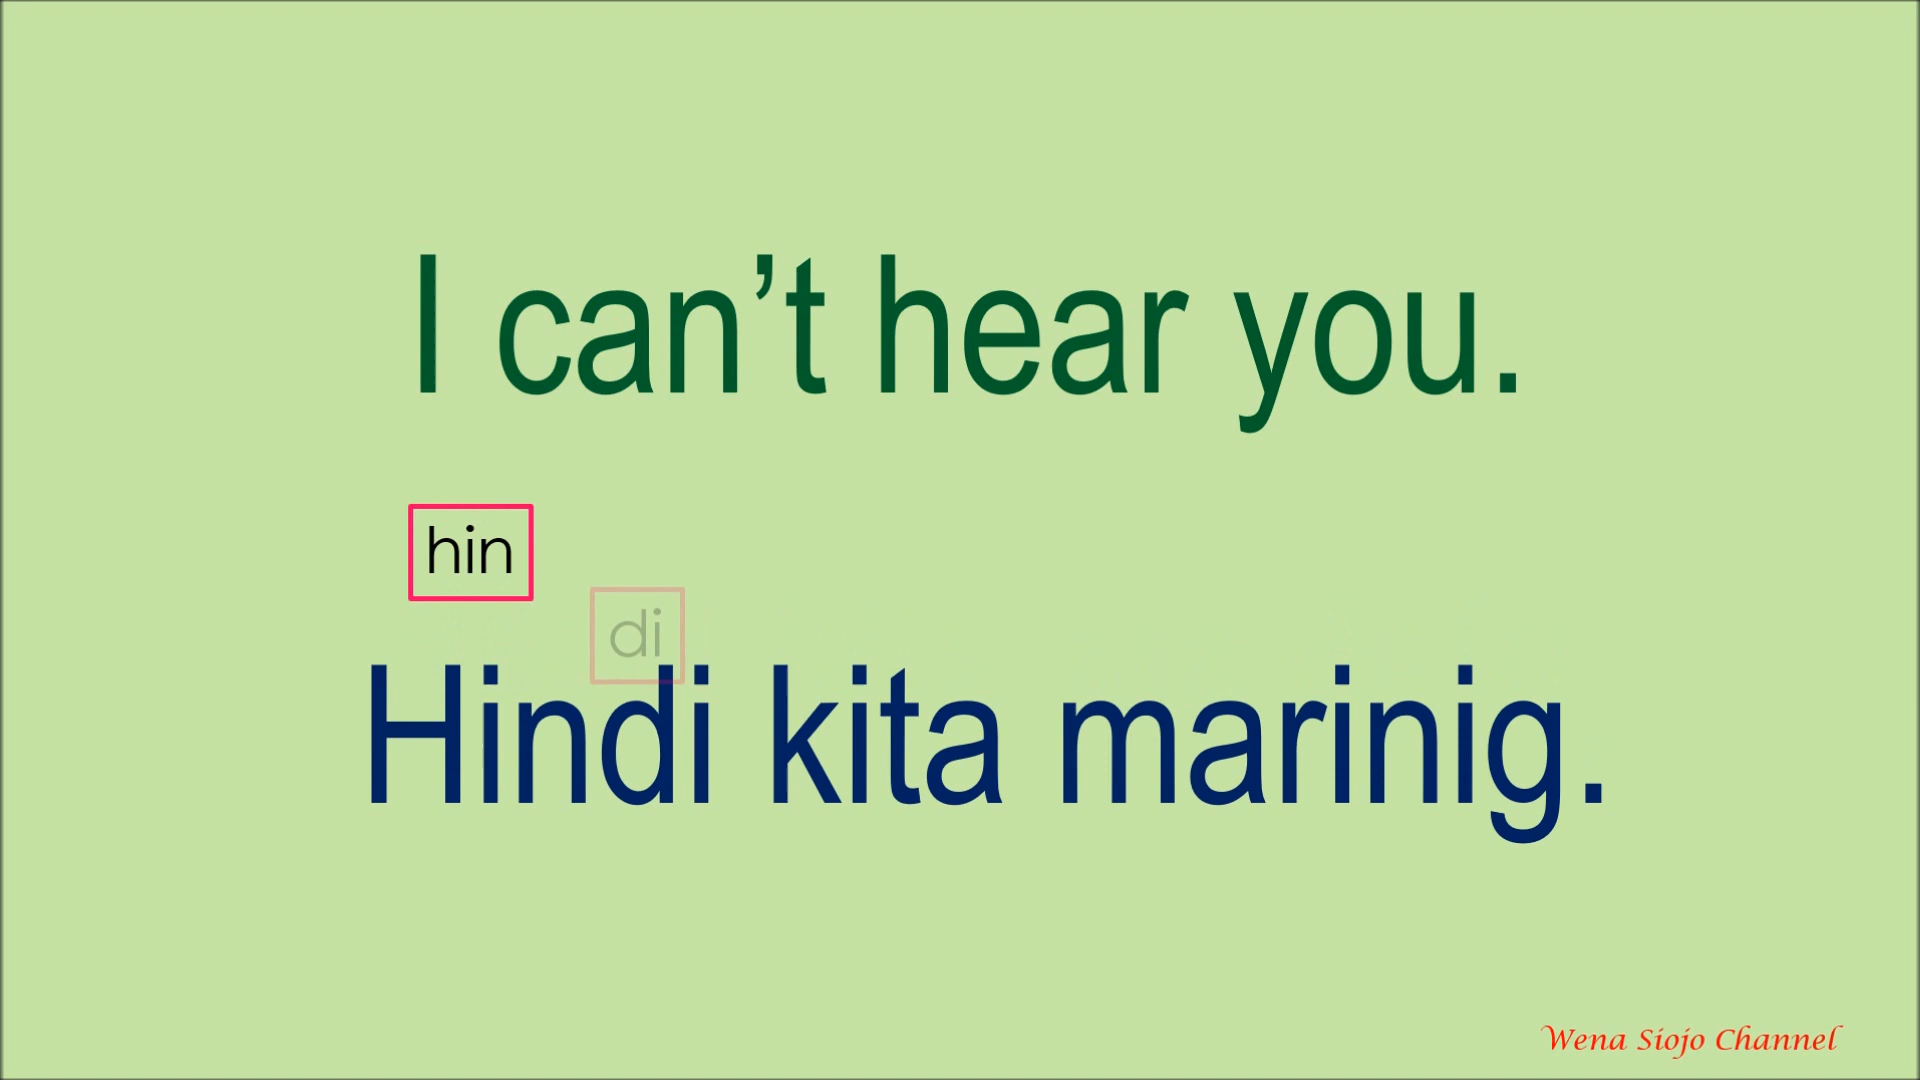 I can’t hear you.
hin
di
Hindi kita marinig.
Wena Siojo Channel